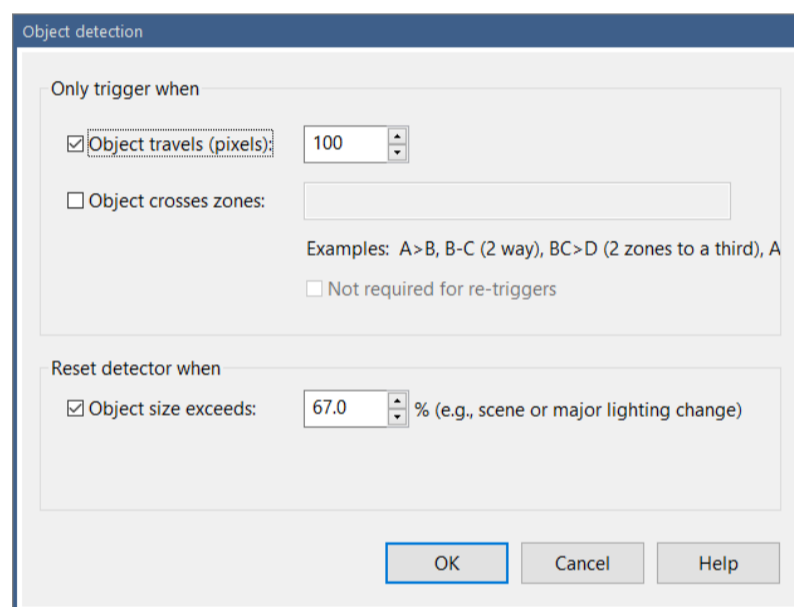 Object detection
Only trigger when
Object travels (pixels): 100
Object crosses zones:
Examples: A>B, B-C (2 way), BC>D (2 zones to a third), A
Not required for re-triggers
Reset detector when
Object size exceeds: 67.0 % (e.g., scene or major lighting change)
OK Cancel Help